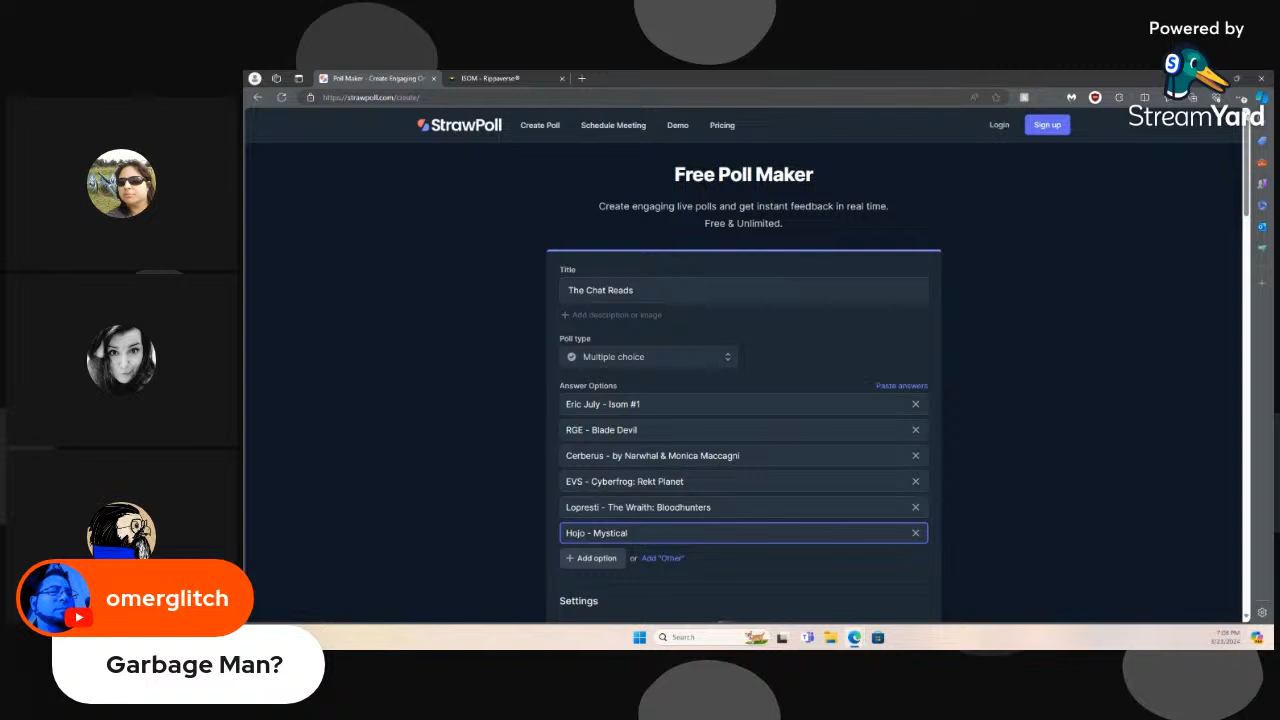 Powered by
StreamYard
Poll Maker - Create Engaging Or
ISOM - Rippaverse®
https://strawpoll.com/create/
StrawPoll
Create Poll
Schedule Meeting
Demo
Pricing
Login
Sign up
Free Poll Maker
Create engaging live polls and get instant feedback in real time.
Free & Unlimited.
Title
The Chat Reads
Add description or image
Poll type
Multiple choice
Answer Options
Paste answers
Eric July - Isom #1
RGE - Blade Devil
Cerberus - by Narwhal & Monica Maccagni
EVS - Cyberfrog: Rekt Planet
Lopresti - The Wraith: Bloodhunters
Hojo - Mystical
Add option
or
Add "Other"
Settings
Search
omerglitch
Garbage Man?